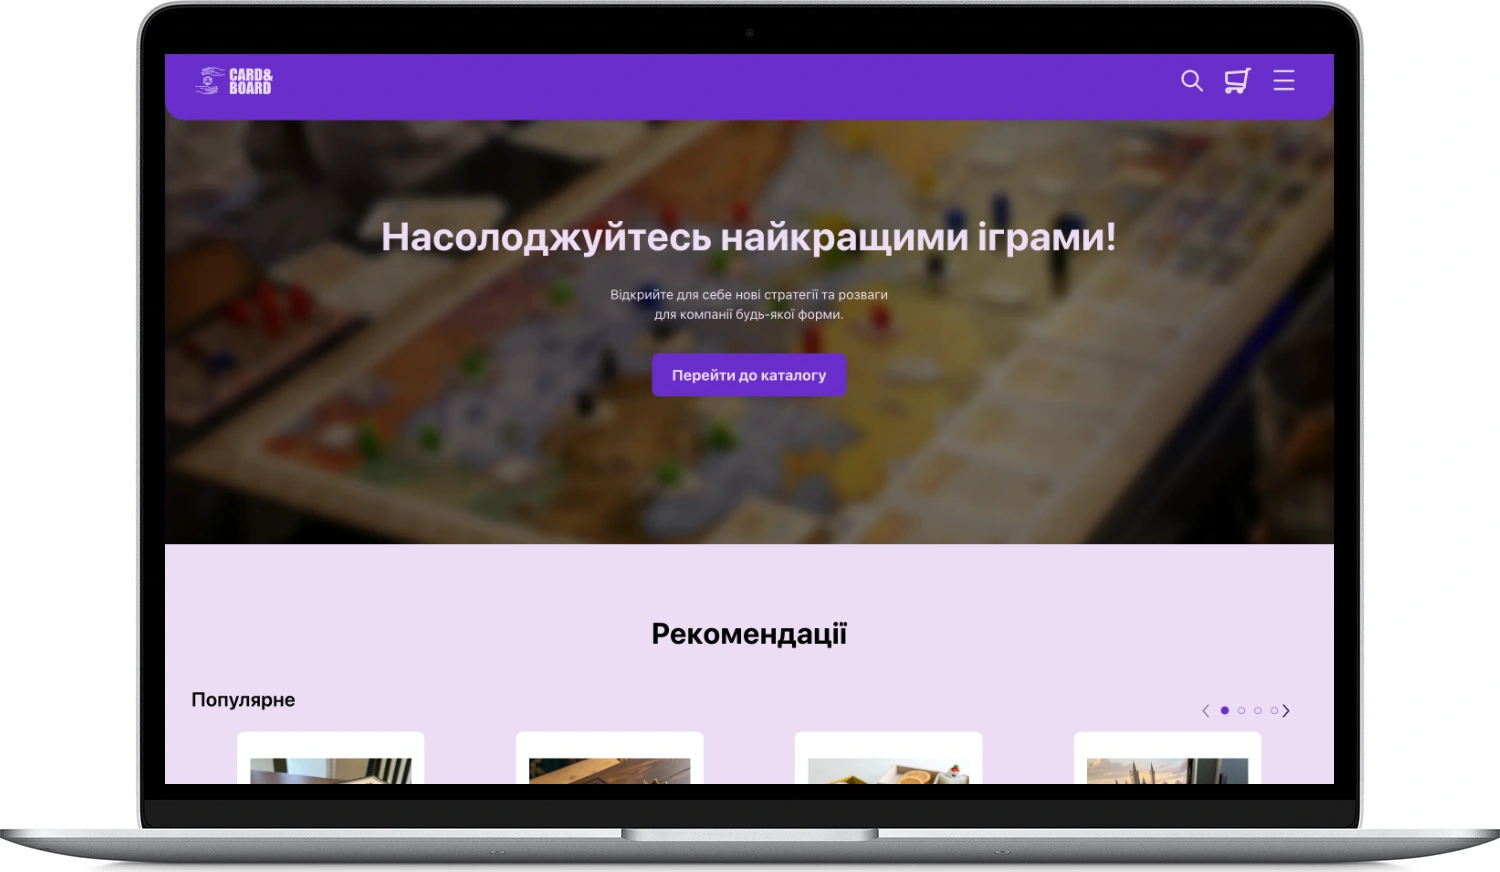 CARD&
BOARD
Насолоджуйтесь найкращими іграми!
Відкрийте для себе нові стратегії та розваги
для компанії будь-якої форми.
Перейти до каталогу
Рекомендації
Популярне